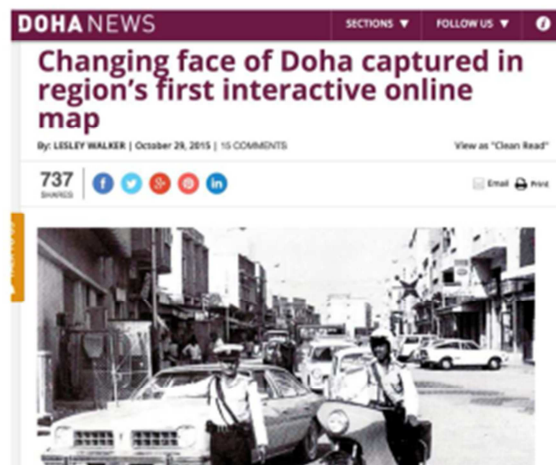 DOHA NEWS
SECTIONS ▼ FOLLOW US ▼
Changing face of Doha captured in
region's first interactive online
map
By: LESLEY WALKER | October 29, 2015 | 15 COMMENTS
View as "Clean Read"
737
SHARES
Email Print